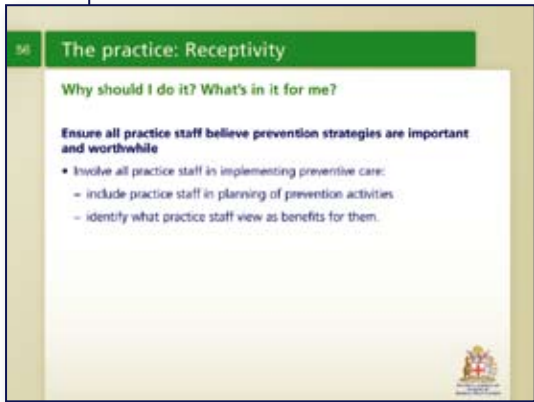 56
The practice: Receptivity
Why should I do it? What's in it for me?
Ensure all practice staff believe prevention strategies are important
and worthwhile
• Involve all practice staff in implementing preventive care:
– include practice staff in planning of prevention activities
– identify what practice staff view as benefits for them.